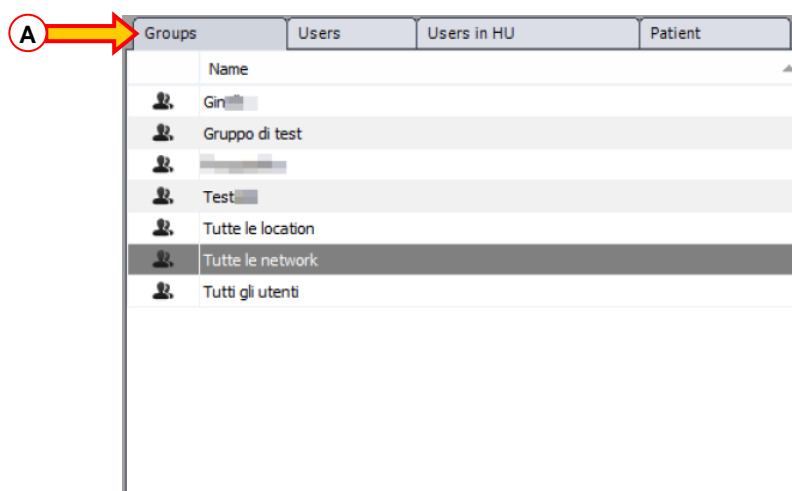 A
Groups Users Users in HU Patient
Name
Gruppo di test
Tutte le location
Tutte le network
Tutti gli utenti